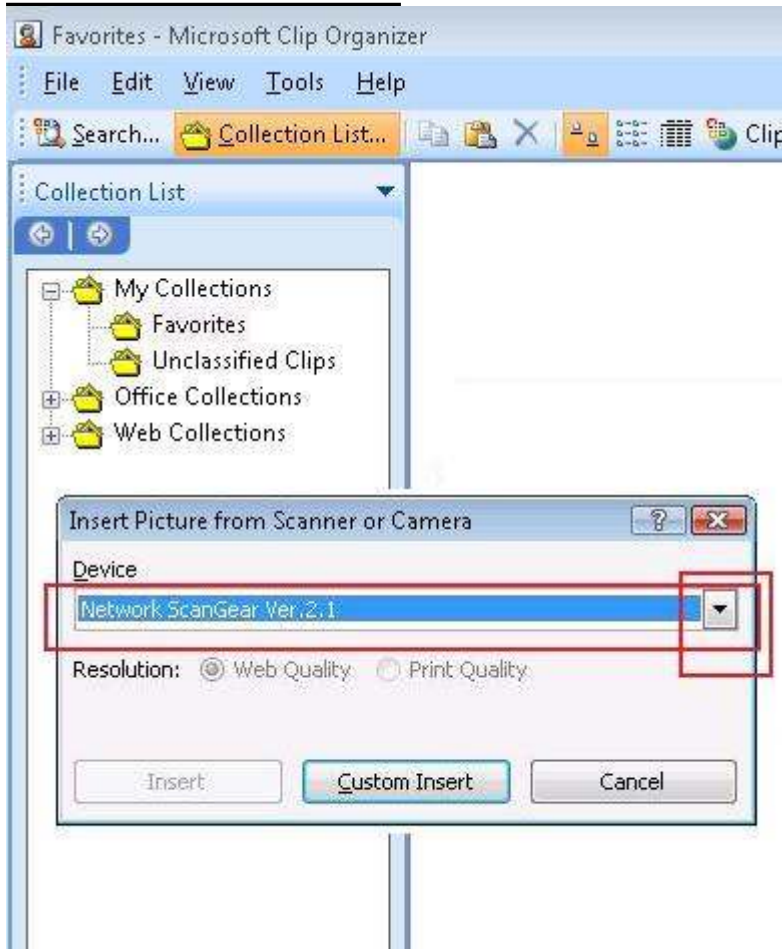 Favorites - Microsoft Clip Organizer
File Edit View Tools Help
Search... Collection List... Clip
Collection List
My Collections
Favorites
Unclassified Clips
Office Collections
Web Collections
Insert Picture from Scanner or Camera
Device
Network ScanGear Ver.2.1
Resolution: Web Quality Print Quality
Insert Custom Insert Cancel